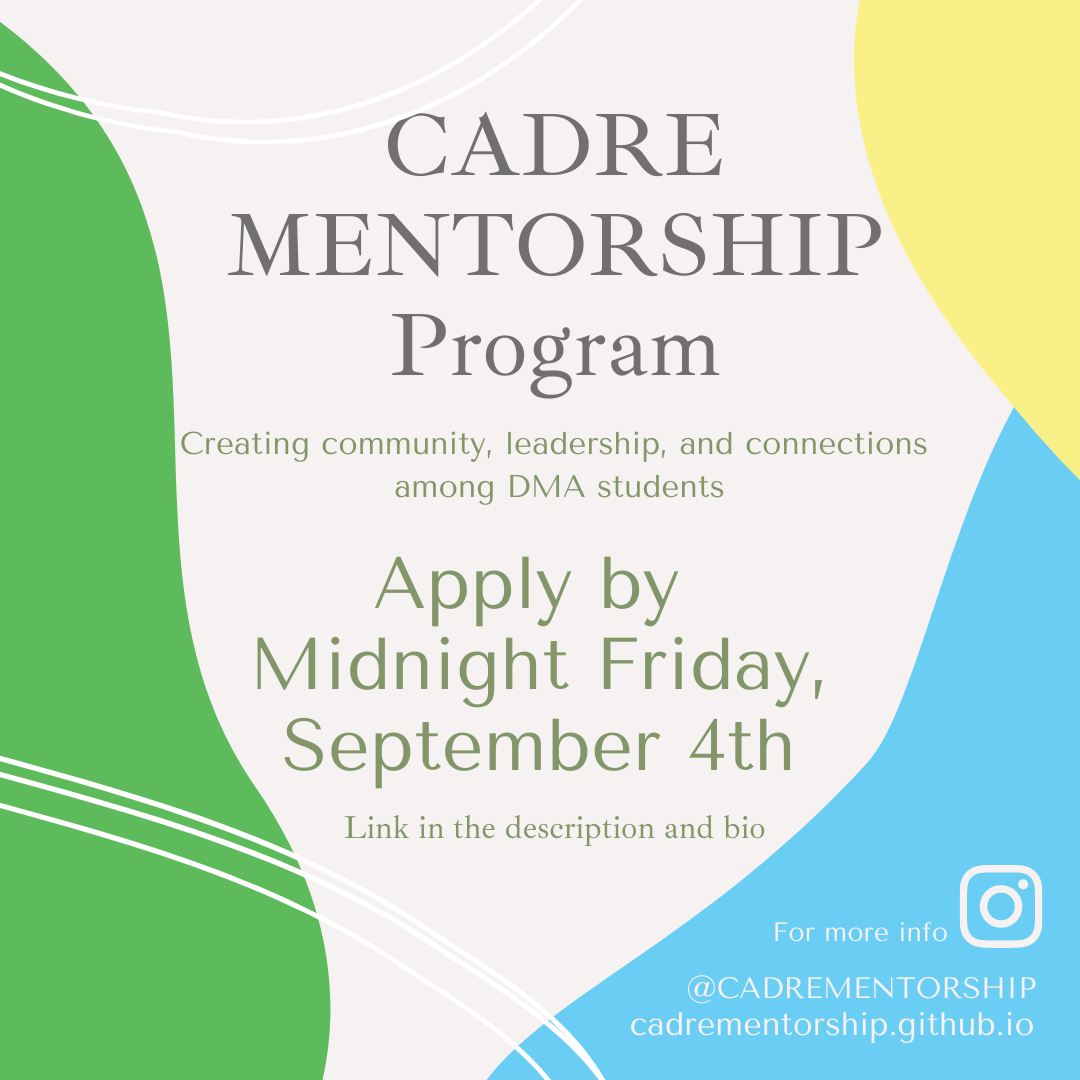 CADRE
MENTORSHIP
Program
Creating community, leadership, and connections
among DMA students
Apply by
Midnight Friday,
September 4th
Link in the description and bio
For more info
@CADREMENTORSHIP
cadrementorship.github.io